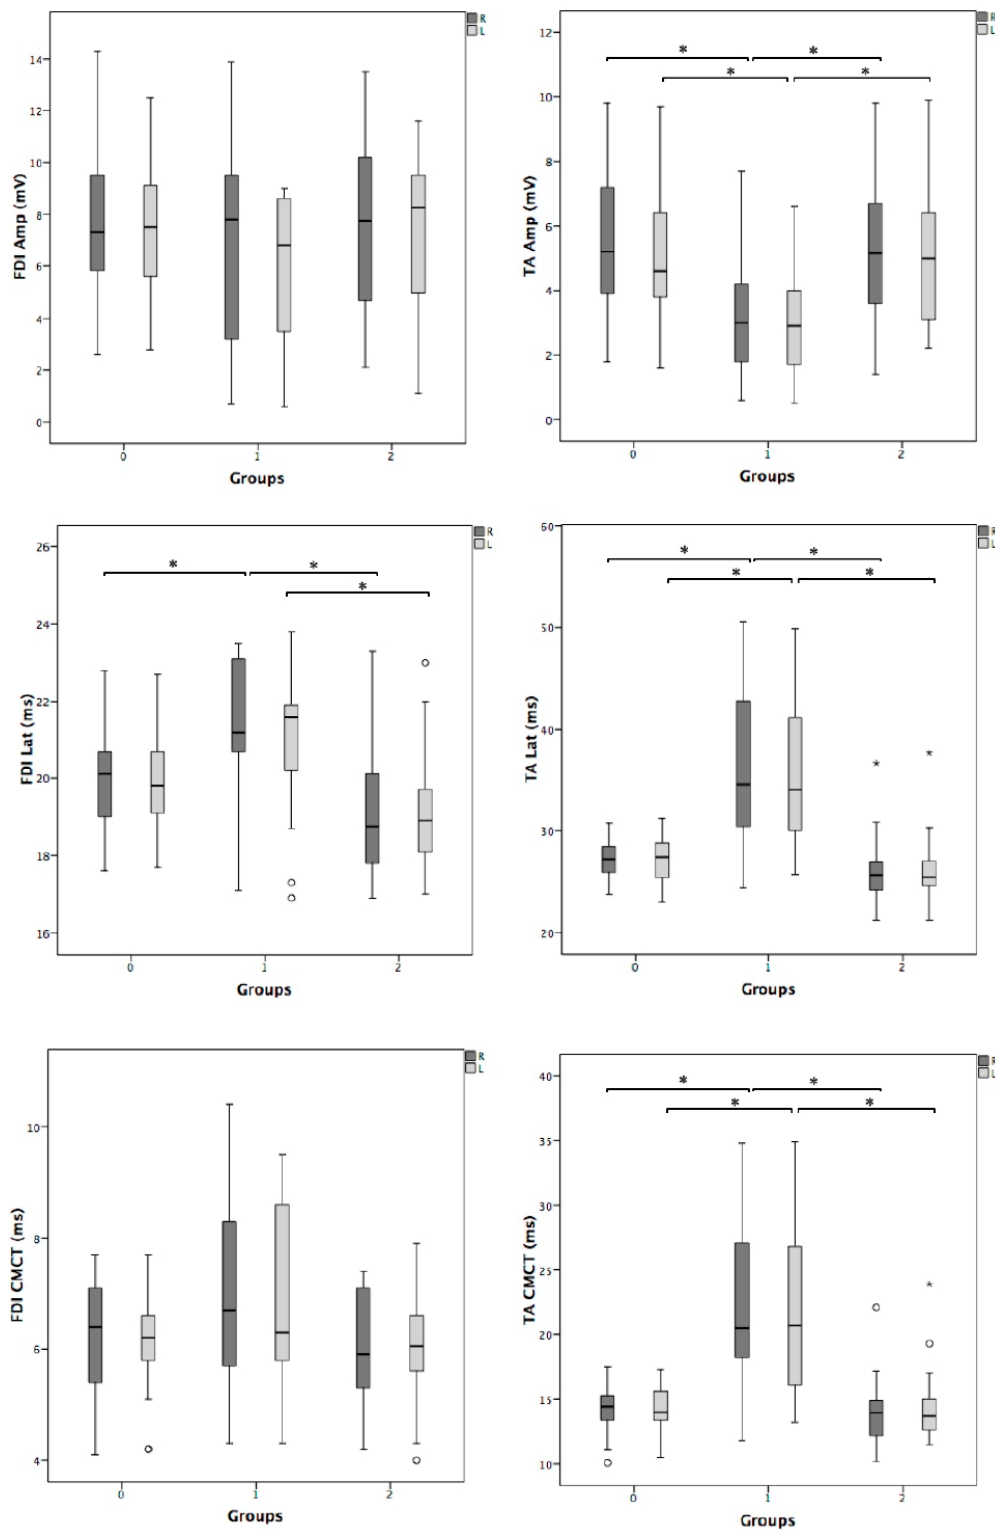 R
L
FDI Amp (mV)
14
12
10
8
6
4
2
0
0 1 2
Groups
R
L
TA Amp (mV)
12
10
8
6
4
2
0
* *
* *
0 1 2
Groups
R
L
FDI Lat (ms)
26
24
22
20
18
16
* *
*
0 1 2
Groups
R
L
TA Lat (ms)
60
50
40
30
20
* *
* *
0 1 2
Groups
R
L
FDI CMCT (ms)
10
8
6
4
0 1 2
Groups
R
L
TA CMCT (ms)
40
35
30
25
20
15
10
* *
* *
0 1 2
Groups